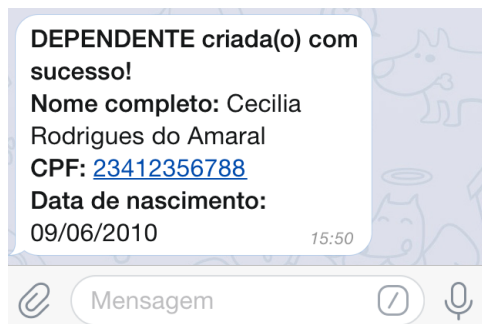 DEPENDENTE criada(o) com
sucesso!
Nome completo: Cecilia
Rodrigues do Amaral
CPF: 23412356788
Data de nascimento:
09/06/2010
15:50
Mensagem